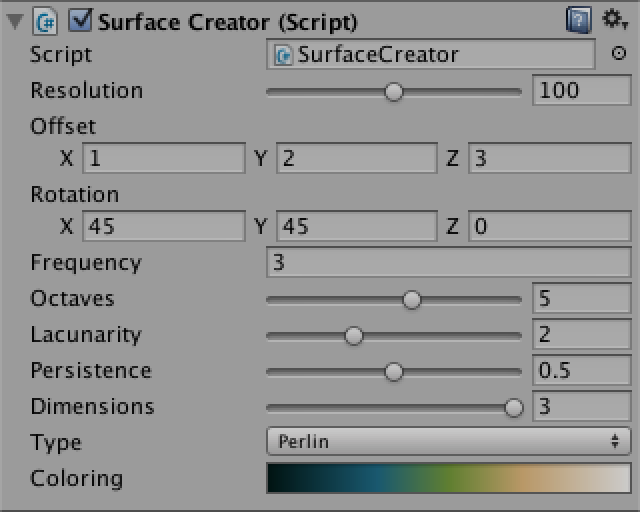 Surface Creator (Script)
Script SurfaceCreator
Resolution 100
Offset
X 1 Y 2 Z 3
Rotation
X 45 Y 45 Z 0
Frequency 3
Octaves 5
Lacunarity 2
Persistence 0.5
Dimensions 3
Type Perlin
Coloring